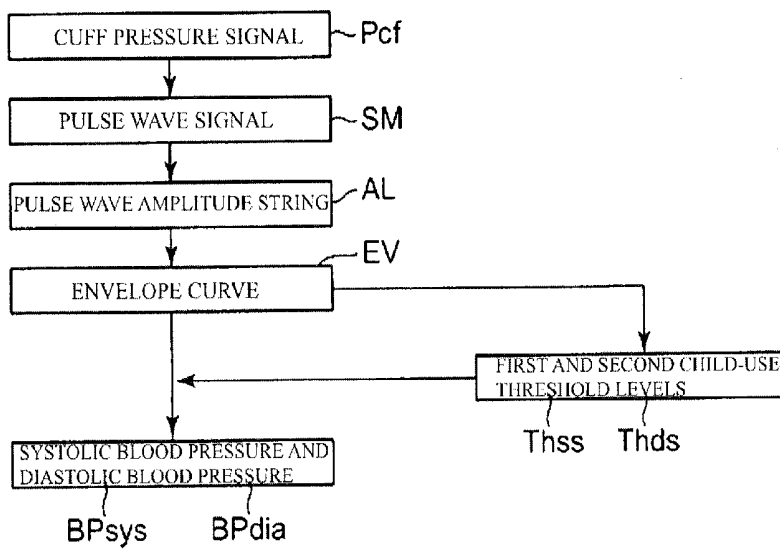 CUFF PRESSURE SIGNAL
Pcf
PULSE WAVE SIGNAL
SM
PULSE WAVE AMPLITUDE STRING
AL
EV
ENVELOPE CURVE
FIRST AND SECOND CHILD-USE
THRESHOLD LEVELS
Thss Thds
SYSTOLIC BLOOD PRESSURE AND
DIASTOLIC BLOOD PRESSURE
BPsys BPdia